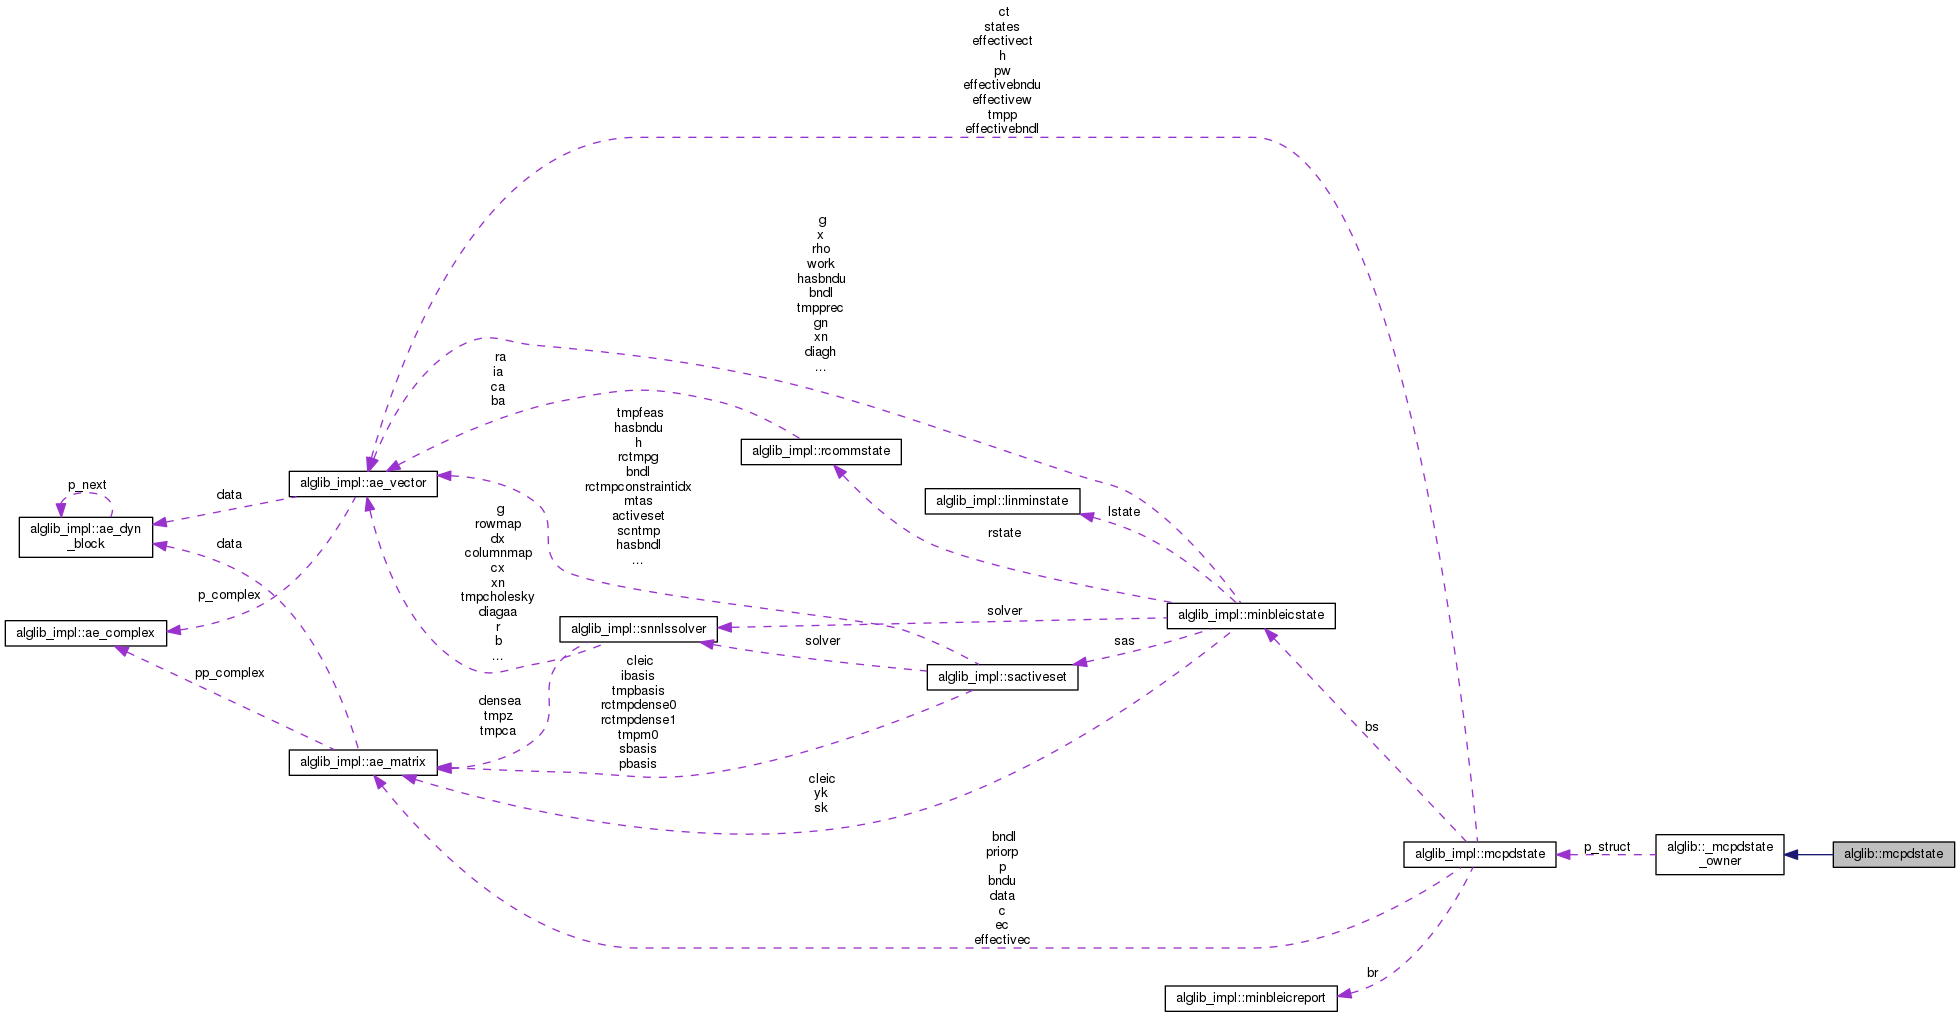 ct
states
effectivect
h
pw
effectivebndu
effectivew
tmpp
effectivebndl
g
x
rho
work
hasbndu
bndl
tmpprec
gn
xn
diagh
...
ra
ia
ca
ba
tmpfeas
hasbndu
h
rctmpg
bndl
rctmpconstraintidx
mtas
activeset
scntmp
hasbndl
...
alglib_impl::rcommstate
alglib_impl::ae_vector
p_next
data
alglib_impl::linminstate
lstate
rstate
alglib_impl::ae_dyn
_block
data
g
rowmap
dx
columnmap
cx
xn
tmpcholesky
diagaa
r
b
...
p_complex
alglib_impl::ae_complex
alglib_impl::snnlssolver
solver
alglib_impl::minbleicstate
solver
sas
pp_complex
alglib_impl::sactiveset
cleic
ibasis
tmpbasis
rctmpdense0
rctmpdense1
tmpm0
sbasis
pbasis
densea
tmpz
tmpca
bs
alglib_impl::ae_matrix
cleic
yk
sk
bndl
priorp
p
bndu
data
c
ec
effectivec
alglib_impl::mcpdstate
p_struct
alglib::_mcpdstate
_owner
alglib::mcpdstate
br
alglib_impl::minbleicreport